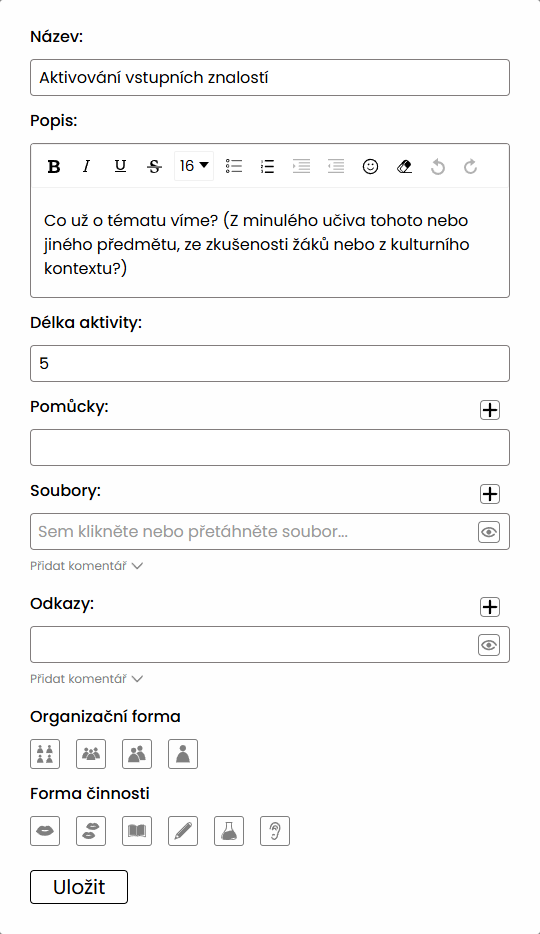 Název:
Aktivování vstupních znalostí
Popis:
B I U S 16
Co už o tématu víme? (Z minulého učiva tohoto nebo
jiného předmětu, ze zkušenosti žáků nebo z kulturního
kontextu?)
Délka aktivity:
5
Pomůcky:
Soubory:
Sem klikněte nebo přetáhněte soubor...
Přidat komentář
Odkazy:
Přidat komentář
Organizační forma
Forma činnosti
Uložit